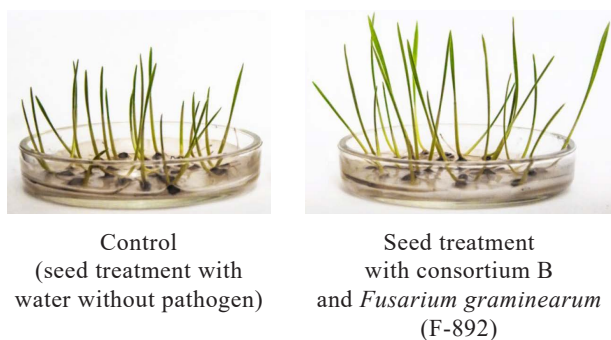 Control
(seed treatment with
water without pathogen)
Seed treatment
with consortium B
and Fusarium graminearum
(F-892)